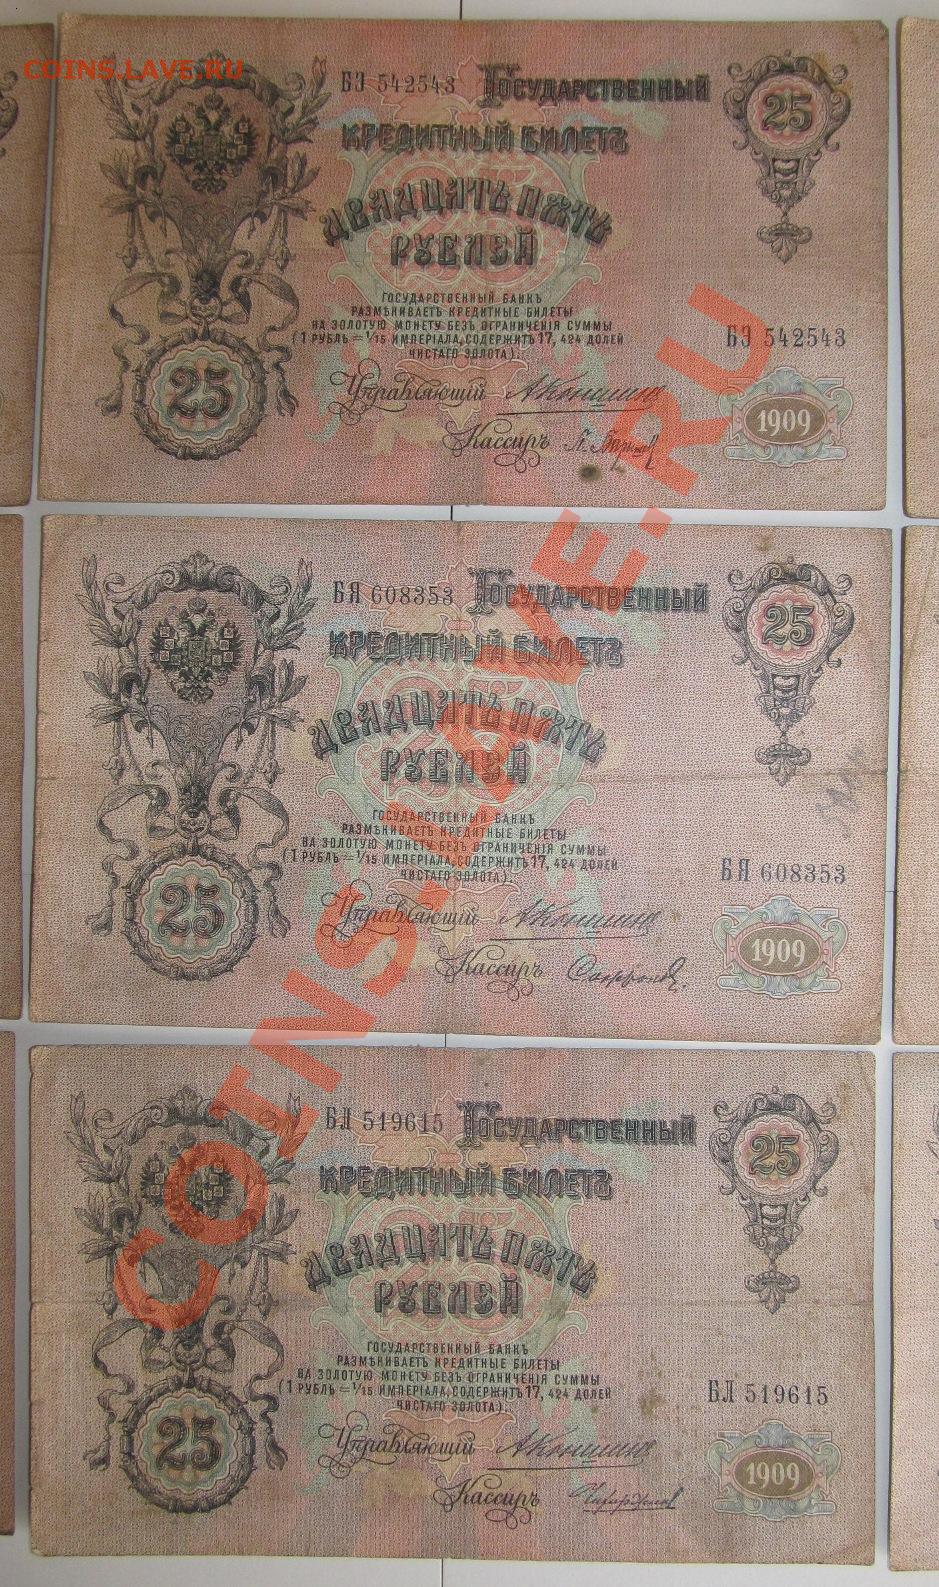 COINS.LAVE.RU
БЭ 542543 Государственный
25
Кредитный Билетъ
Двадцать пять
рублей
ГОСУДАРСТВЕННЫЙ БАНКЪ
РАЗМѢНИВАЕТЪ КРЕДИТНЫЕ БИЛЕТЫ
НА ЗОЛОТУЮ МОНЕТУ БЕЗЪ ОГРАНИЧЕНІЯ СУММЫ
(1 РУБЛЬ = 1/15 ИМПЕРІАЛА, СОДЕРЖИТЪ 17, 424 ДОЛЕЙ
ЧИСТАГО ЗОЛОТА).
БЭ 542543
25
Управляющій А Коншинъ
1909
Кассиръ
БЯ 608353 Государственный
25
Кредитный Билетъ
Двадцать пять
рублей
ГОСУДАРСТВЕННЫЙ БАНКЪ
РАЗМѢНИВАЕТЪ КРЕДИТНЫЕ БИЛЕТЫ
НА ЗОЛОТУЮ МОНЕТУ БЕЗЪ ОГРАНИЧЕНІЯ СУММЫ
(1 РУБЛЬ = 1/15 ИМПЕРІАЛА, СОДЕРЖИТЪ 17, 424 ДОЛЕЙ
ЧИСТАГО ЗОЛОТА).
БЯ 608353
25
Управляющій А Коншинъ
1909
Кассиръ Сафроновъ.
БЛ 519615 Государственный
25
Кредитный Билетъ
Двадцать пять
рублей
ГОСУДАРСТВЕННЫЙ БАНКЪ
РАЗМѢНИВАЕТЪ КРЕДИТНЫЕ БИЛЕТЫ
НА ЗОЛОТУЮ МОНЕТУ БЕЗЪ ОГРАНИЧЕНІЯ СУММЫ
(1 РУБЛЬ = 1/15 ИМПЕРІАЛА, СОДЕРЖИТЪ 17, 424 ДОЛЕЙ
ЧИСТАГО ЗОЛОТА).
БЛ 519615
25
Управляющій А Коншинъ
1909
Кассиръ
COINS.LAVE.RU